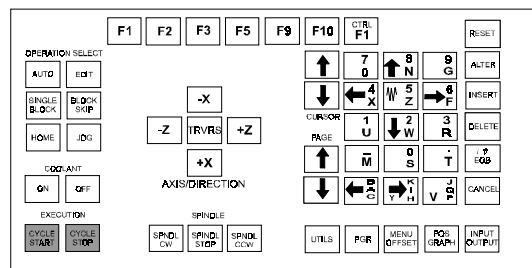 F1 F2 F3 F5 F9 F10 CTRL F1
RESET
OPERATION SELECT
AUTO EDIT
SINGLE BLOCK BLOCK SKIP
HOME JOG
COOLANT
ON OFF
EXECUTION
CYCLE START CYCLE STOP
-X
-Z TRVRS +Z
+X
AXIS/DIRECTION
SPINDLE
SPNDL CW SPNDL STOP SPNDL CCW
7 8 9 ALTER
N G
4 5 6 INSERT
X Z F
CURSOR
1 2 3 DELETE
U W R
PAGE
- 0 . / #
M S T EOB
B A C K I H Y J Q P V CANCEL
UTILS PGR MENU OFFSET POS GRAPH INPUT OUTPUT